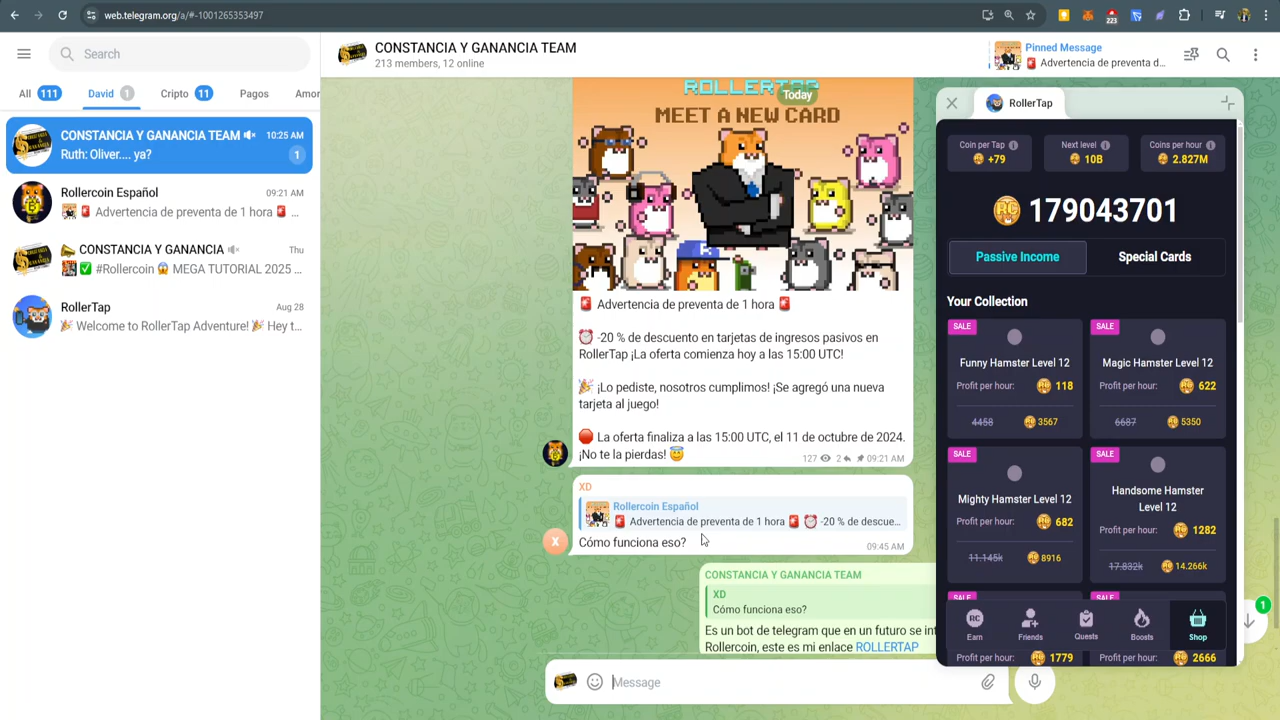 web.telegram.org/a/#-1001265353497
223
Search
All 111
David 1
Cripto 11
Pagos
Amor
CONSTANCIA Y GANANCIA TEAM
10:25 AM
Ruth: Oliver.... ya?
1
Rollercoin Español
09:21 AM
🚨 Advertencia de preventa de 1 hora 🚨 ...
CONSTANCIA Y GANANCIA
Thu
✅ #Rollercoin 😱 MEGA TUTORIAL 2025 ...
RollerTap
Aug 28
🎉 Welcome to RollerTap Adventure! 🎉 Hey t...
CONSTANCIA Y GANANCIA TEAM
213 members, 12 online
Pinned Message
🚨 Advertencia de preventa d...
ROLLERTAP
Today
MEET A NEW CARD
🚨 Advertencia de preventa de 1 hora 🚨
⏰ -20 % de descuento en tarjetas de ingresos pasivos en
RollerTap ¡La oferta comienza hoy a las 15:00 UTC!
🎉 ¡Lo pediste, nosotros cumplimos! ¡Se agregó una nueva
tarjeta al juego!
🛑 La oferta finaliza a las 15:00 UTC, el 11 de octubre de 2024.
¡No te la pierdas! 😇
127 2 09:21 AM
XD
Rollercoin Español
🚨 Advertencia de preventa de 1 hora 🚨 ⏰ -20 % de descue...
Cómo funciona eso?
09:45 AM
X
CONSTANCIA Y GANANCIA TEAM
XD
Cómo funciona eso?
Es un bot de telegram que en un futuro se int
Rollercoin, este es mi enlace ROLLERTAP
Message
1
RollerTap
Coin per Tap
+79
Next level
10B
Coins per hour
2.827M
RC 179043701
Passive Income
Special Cards
Your Collection
SALE
Funny Hamster Level 12
Profit per hour: 118
4458 3567
SALE
Magic Hamster Level 12
Profit per hour: 622
6687 5350
SALE
Mighty Hamster Level 12
Profit per hour: 682
11.145k 8916
SALE
Handsome Hamster
Level 12
Profit per hour: 1282
17.832k 14.266k
SALE
SALE
RC
Earn
Friends
Quests
Boosts
Shop
Profit per hour: 1779
Profit per hour: 2666